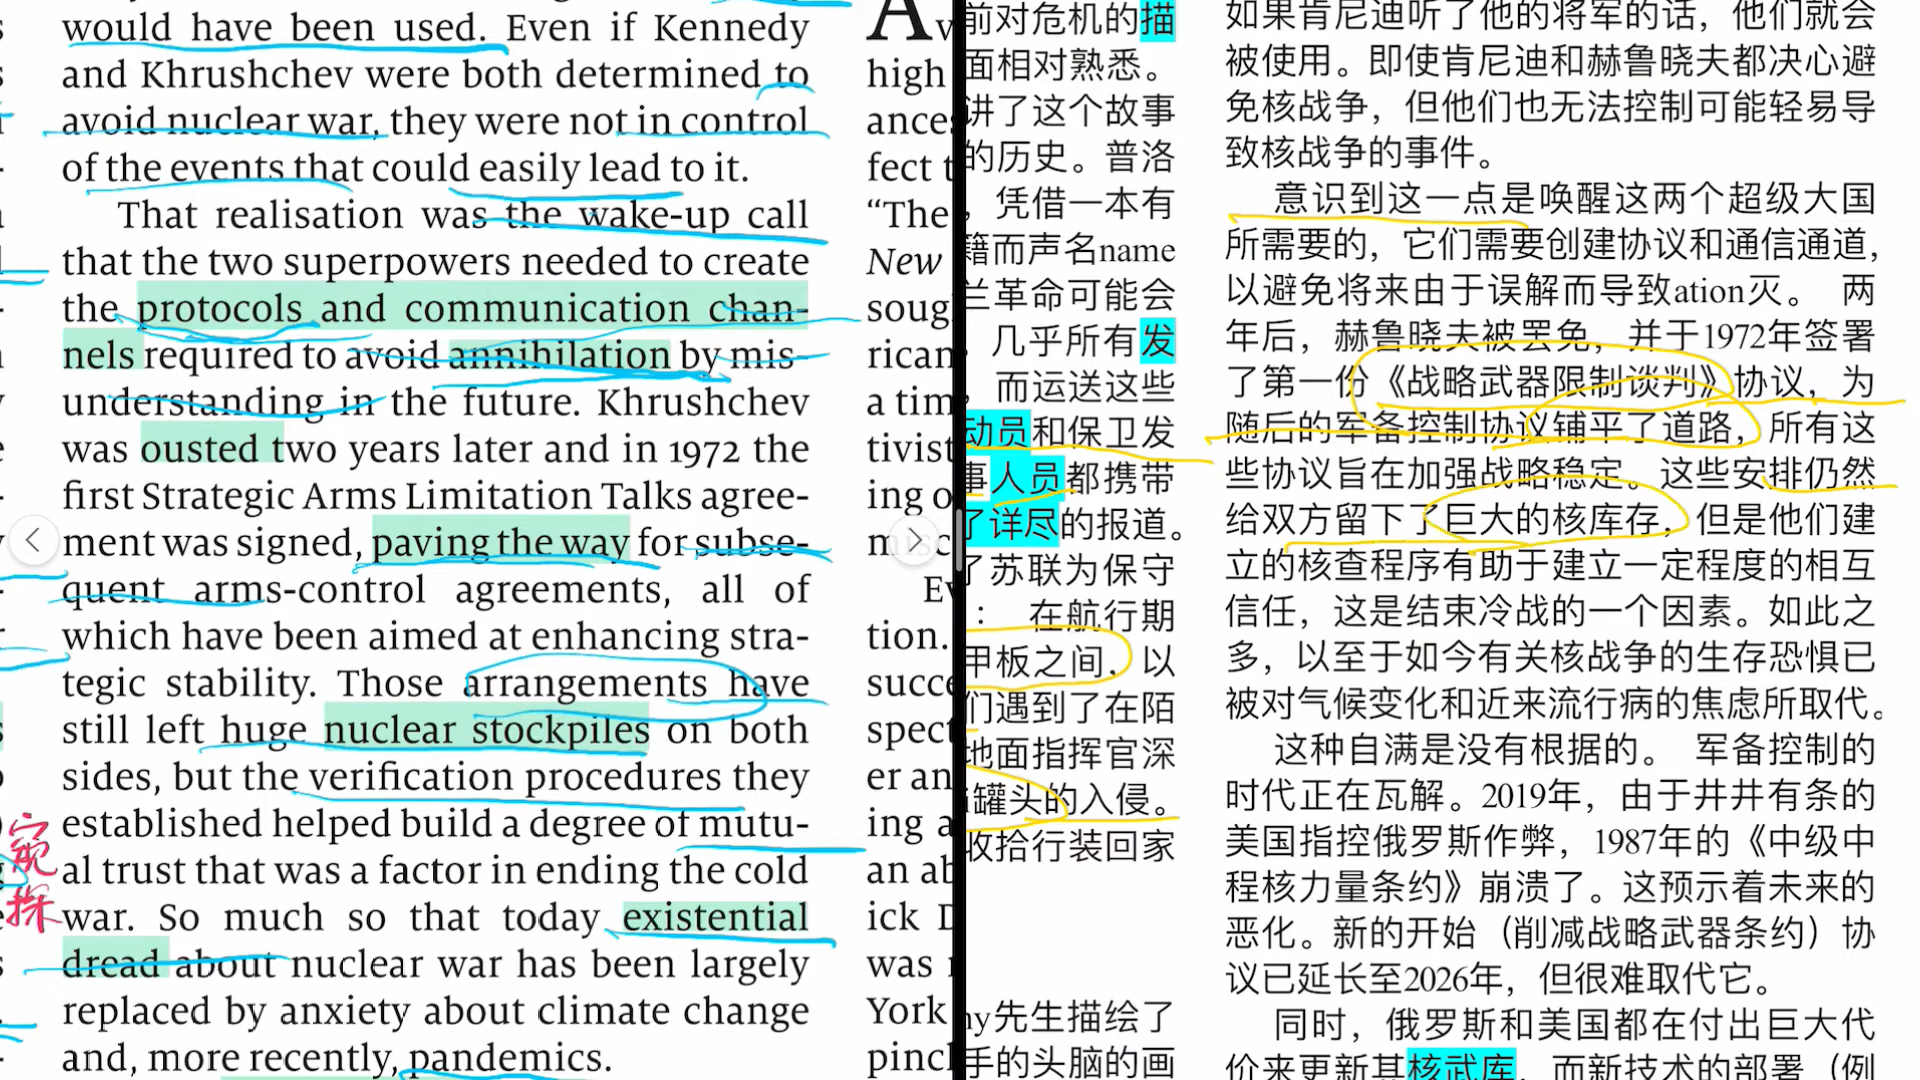 would have been used. Even if Kennedy
and Khrushchev were both determined to
avoid nuclear war, they were not in control
of the events that could easily lead to it.
That realisation was the wake-up call
that the two superpowers needed to create
the protocols and communication chan-
nels required to avoid annihilation by mis-
understanding in the future. Khrushchev
was ousted two years later and in 1972 the
first Strategic Arms Limitation Talks agree-
ment was signed, paving the way for subse-
quent arms-control agreements, all of
which have been aimed at enhancing stra-
tegic stability. Those arrangements have
still left huge nuclear stockpiles on both
sides, but the verification procedures they
established helped build a degree of mutu-
al trust that was a factor in ending the cold
war. So much so that today existential
dread about nuclear war has been largely
replaced by anxiety about climate change
and, more recently, pandemics.
窥探
high
“The
New
a tim
ing o
tion.
York
前对危机的描
面相对熟悉。
讲了这个故事
的历史。普洛
，凭借一本有
籍而声名name
兰革命可能会
几乎所有发
而运送这些
动员和保卫发
事人员都携带
了详尽的报道。
了苏联为保守
：在航行期
甲板之间，以
们遇到了在陌
地面指挥官深
罐头的入侵。
收拾行装回家
ny先生描绘了
手的头脑的画
如果肯尼迪听了他的将军的话，他们就会
被使用。即使肯尼迪和赫鲁晓夫都决心避
免核战争，但他们也无法控制可能轻易导
致核战争的事件。
意识到这一点是唤醒这两个超级大国
所需要的，它们需要创建协议和通信通道，
以避免将来由于误解而导致ation灭。 两
年后，赫鲁晓夫被罢免，并于1972年签署
了第一份《战略武器限制谈判》协议，为
随后的军备控制协议铺平了道路，所有这
些协议旨在加强战略稳定。这些安排仍然
给双方留下了巨大的核库存，但是他们建
立的核查程序有助于建立一定程度的相互
信任，这是结束冷战的一个因素。如此之
多，以至于如今有关核战争的生存恐惧已
被对气候变化和近来流行病的焦虑所取代。
这种自满是没有根据的。 军备控制的
时代正在瓦解。2019年，由于井井有条的
美国指控俄罗斯作弊，1987年的《中级中
程核力量条约》崩溃了。这预示着未来的
恶化。新的开始（削减战略武器条约）协
议已延长至2026年，但很难取代它。
同时，俄罗斯和美国都在付出巨大代
价来更新其核武库，而新技术的部署（例